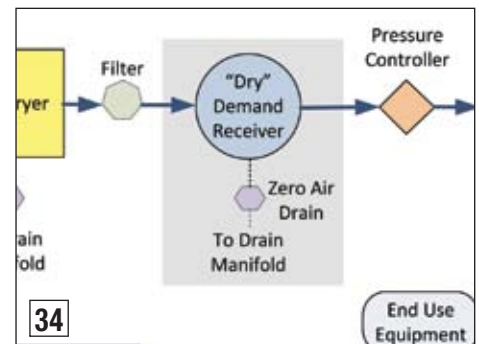 Pressure
Controller
Filter
"Dry"
Demand
Receiver
ryer
Zero Air
Drain
To Drain
Manifold
ain
fold
34
End Use
Equipment